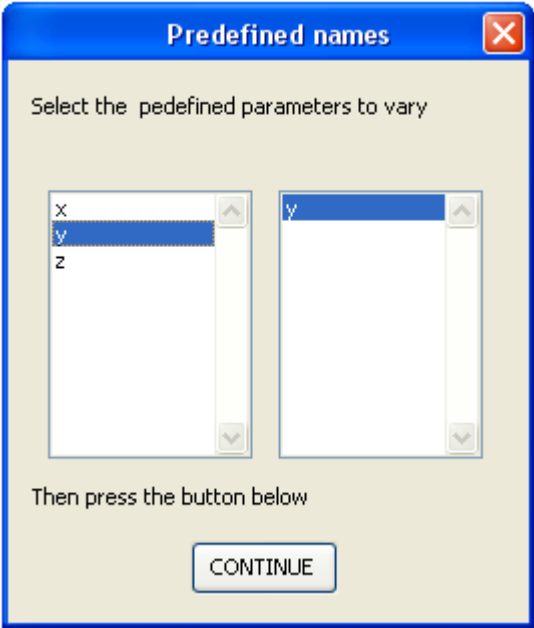 Predefined names
Select the  pedefined parameters to vary
x
y
z
y
Then press the button below
CONTINUE